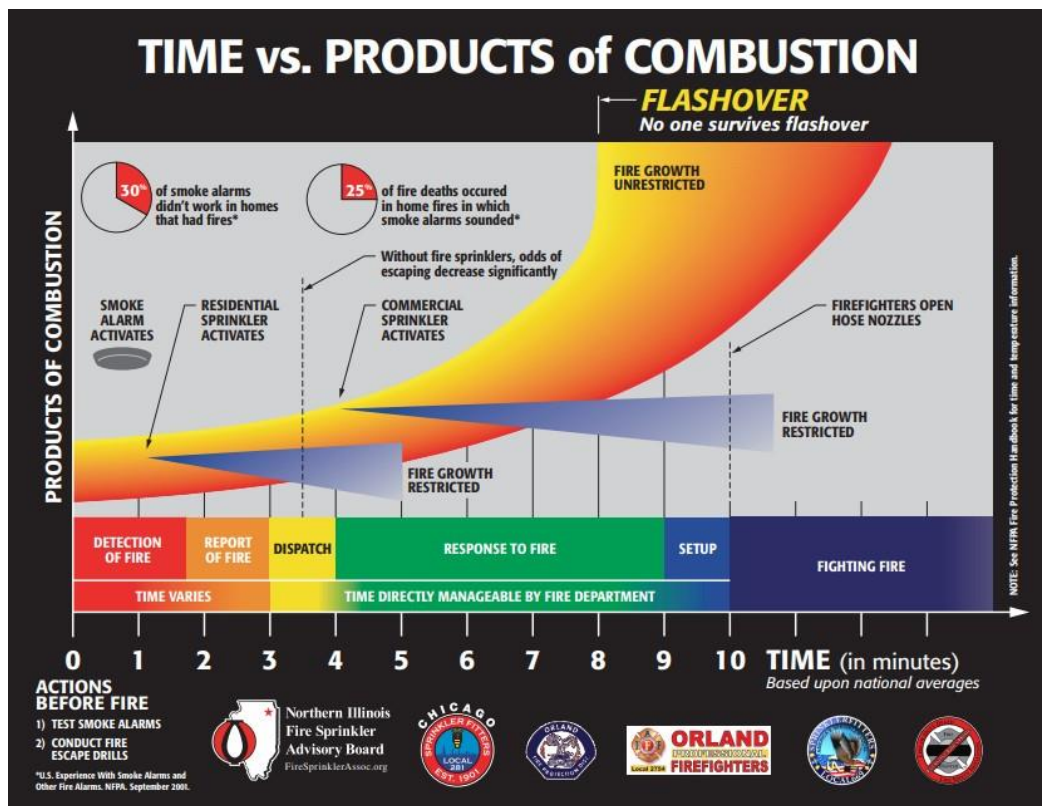 TIME vs. PRODUCTS of COMBUSTION
FLASHOVER
No one survives flashover
PRODUCTS OF COMBUSTION
30%
of smoke alarms
didn't work in homes
that had fires*
25%
of fire deaths occured
in home fires in which
smoke alarms sounded*
FIRE GROWTH
UNRESTRICTED
Without fire sprinklers, odds of
escaping decrease significantly
SMOKE
ALARM
ACTIVATES
RESIDENTIAL
SPRINKLER
ACTIVATES
COMMERCIAL
SPRINKLER
ACTIVATES
FIREFIGHTERS OPEN
HOSE NOZZLES
FIRE GROWTH
RESTRICTED
FIRE GROWTH
RESTRICTED
NOTE: See NFPA Fire Protection Handbook for time and temperature information.
DETECTION
OF FIRE
REPORT
OF FIRE
DISPATCH
RESPONSE TO FIRE
SETUP
FIGHTING FIRE
TIME VARIES
TIME DIRECTLY MANAGEABLE BY FIRE DEPARTMENT
0 1 2 3 4 5 6 7 8 9 10 TIME (in minutes)
Based upon national averages
ACTIONS
BEFORE FIRE
1) TEST SMOKE ALARMS
2) CONDUCT FIRE
ESCAPE DRILLS
*U.S. Experience With Smoke Alarms and
Other Fire Alarms. NFPA. September 2001.
Northern Illinois
Fire Sprinkler
Advisory Board
FireSprinklerAssoc.org
CHICAGO
SPRINKLER FITTERS
LOCAL
281
EST. 1901
ORLAND
FIRE PROTECTION DIST
ORLAND
PROFESSIONAL
FIREFIGHTERS
Local 2754
SPRINKLERFITTERS